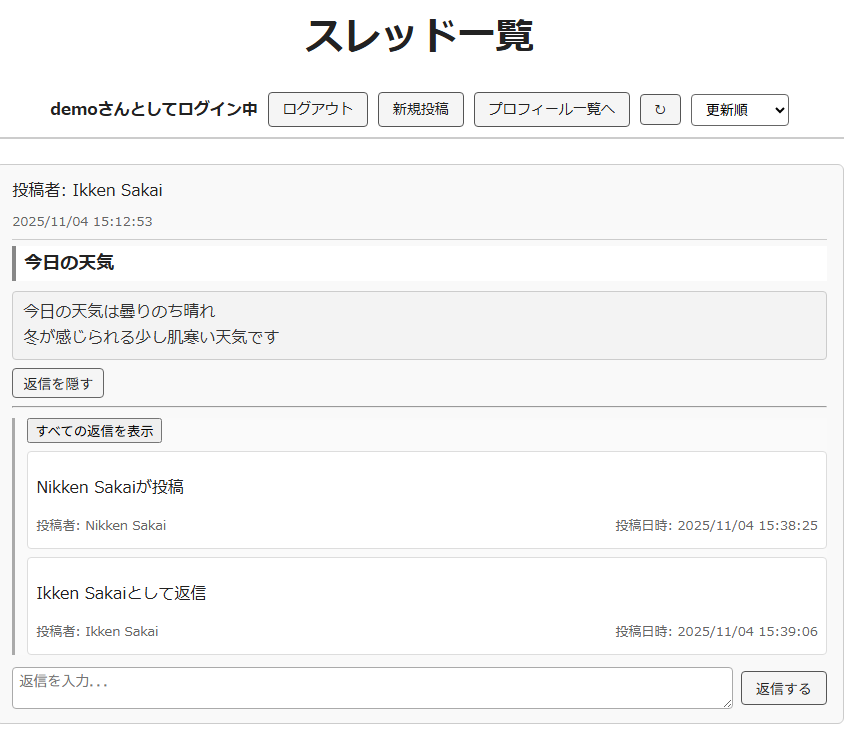 スレッド一覧
demoさんとしてログイン中 ログアウト 新規投稿 プロフィール一覧へ ↻ 更新順
投稿者: Ikken Sakai
2025/11/04 15:12:53
今日の天気
今日の天気は曇りのち晴れ
冬が感じられる少し肌寒い天気です
返信を隠す
すべての返信を表示
Nikken Sakaiが投稿
投稿者: Nikken Sakai 投稿日時: 2025/11/04 15:38:25
Ikken Sakaiとして返信
投稿者: Ikken Sakai 投稿日時: 2025/11/04 15:39:06
返信を入力... 返信する